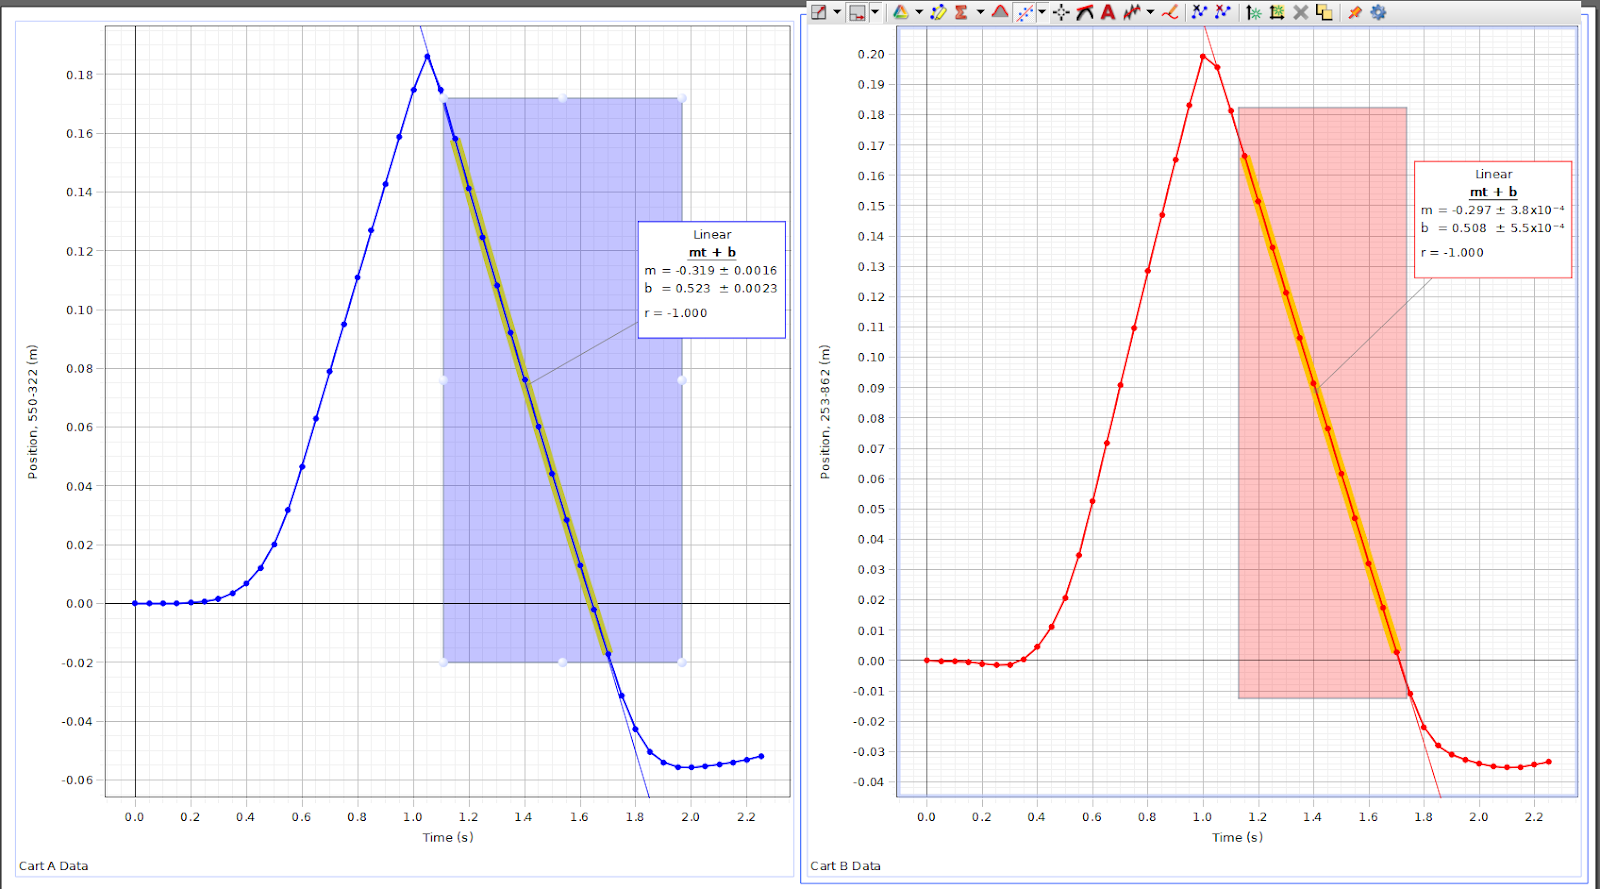 0.18
0.16
0.14
0.12
0.10
0.08
0.06
0.04
0.02
0.00
-0.02
-0.04
-0.06
Position, 550-322 (m)
Linear
mt + b
m = -0.319 ± 0.0016
b = 0.523 ± 0.0023
r = -1.000
0.0 0.2 0.4 0.6 0.8 1.0 1.2 1.4 1.6 1.8 2.0 2.2
Time (s)
Cart A Data
0.20
0.19
0.18
0.17
0.16
0.15
0.14
0.13
0.12
0.11
0.10
0.09
0.08
0.07
0.06
0.05
0.04
0.03
0.02
0.01
0.00
-0.01
-0.02
-0.03
-0.04
Position, 253-862 (m)
Linear
mt + b
m = -0.297 ± 3.8x10⁻⁴
b = 0.508 ± 5.5x10⁻⁴
r = -1.000
0.0 0.2 0.4 0.6 0.8 1.0 1.2 1.4 1.6 1.8 2.0 2.2
Time (s)
Cart B Data